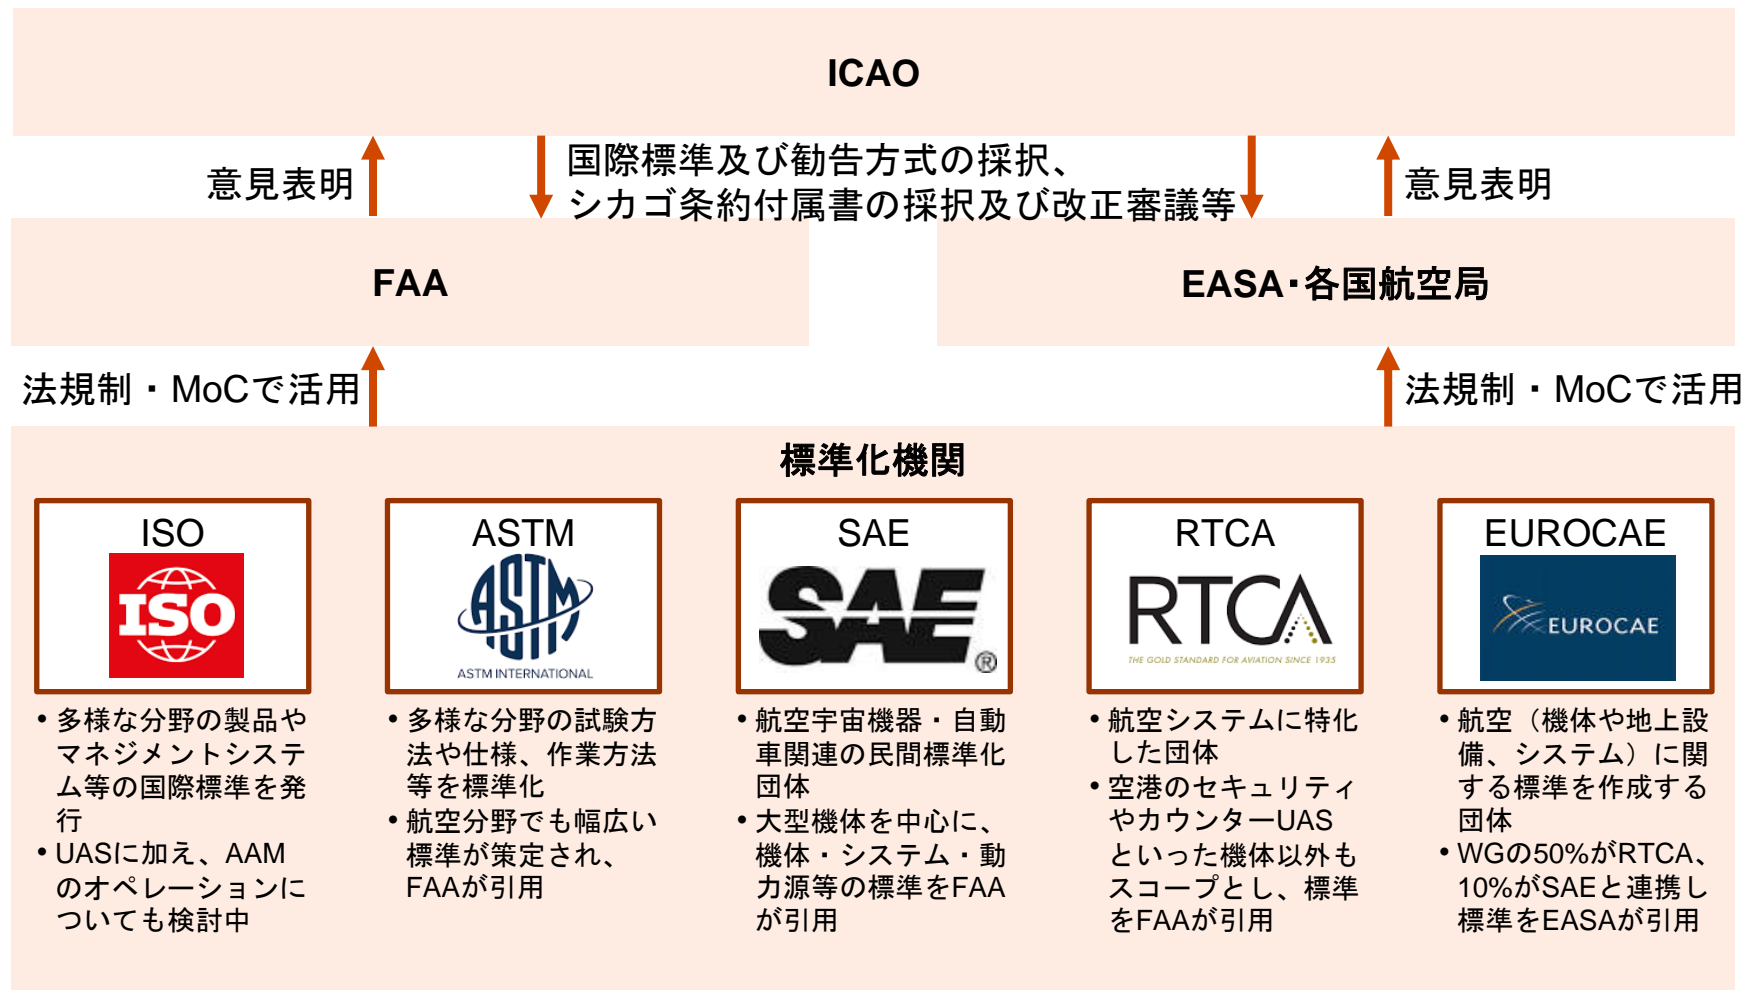 ICAO
意見表明
国際標準及び勧告方式の採択、
シカゴ条約付属書の採択及び改正審議等
意見表明
FAA
EASA・各国航空局
法規制・MoCで活用
法規制・MoCで活用
標準化機関
ISO
ISO
• 多様な分野の製品や
マネジメントシステ
ム等の国際標準を発
行
• UASに加え、AAM
のオペレーションに
ついても検討中
ASTM
ASTM
ASTM INTERNATIONAL
• 多様な分野の試験方
法や仕様、作業方法
等を標準化
• 航空分野でも幅広い
標準が策定され、
FAAが引用
SAE
SAE®
• 航空宇宙機器・自動
車関連の民間標準化
団体
• 大型機体を中心に、
機体・システム・動
力源等の標準をFAA
が引用
RTCA
RTCA
THE GOLD STANDARD FOR AVIATION SINCE 1935
• 航空システムに特化
した団体
• 空港のセキュリティ
やカウンターUAS
といった機体以外も
スコープとし、標準
をFAAが引用
EUROCAE
EUROCAE
• 航空（機体や地上設
備、システム）に関
する標準を作成する
団体
• WGの50%がRTCA、
10%がSAEと連携し
標準をEASAが引用